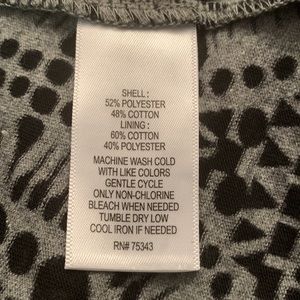 SHELL :
52% POLYESTER
48% COTTON
LINING :
60% COTTON
40% POLYESTER
MACHINE WASH COLD
WITH LIKE COLORS
GENTLE CYCLE
ONLY NON-CHLORINE
BLEACH WHEN NEEDED
TUMBLE DRY LOW
COOL IRON IF NEEDED
RN# 75343